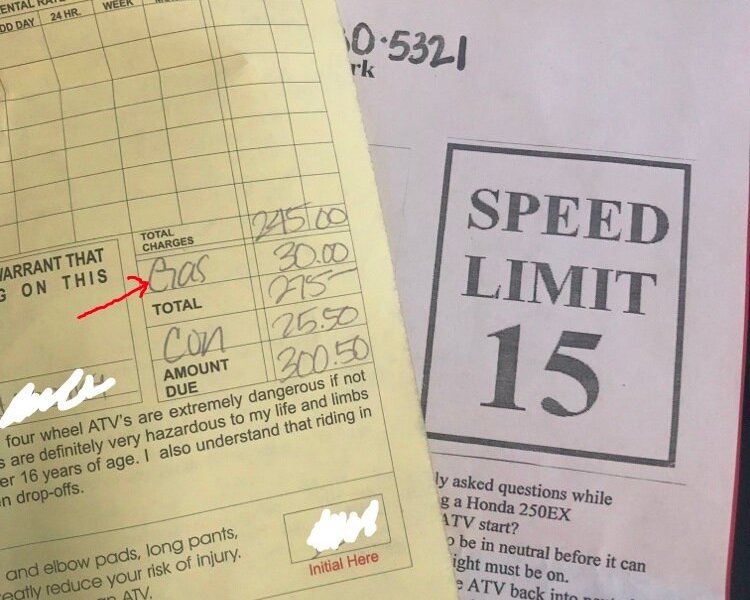 ENTAL RAT
DD DAY 24 HR. WEEK
TOTAL CHARGES 245.00
Gas 30.00
TOTAL 275
Con 25.50
AMOUNT DUE 300.50
WARRANT THAT
G ON THIS
four wheel ATV's are extremely dangerous if not
s are definitely very hazardous to my life and limbs
er 16 years of age. I also understand that riding in
n drop-offs.
and elbow pads, long pants,
eatly reduce your risk of injury.
ATV.
Initial Here
0-5321
rk
SPEED
LIMIT
15
ly asked questions while
g a Honda 250EX
ATV start?
o be in neutral before it can
ight must be on.
e ATV back into